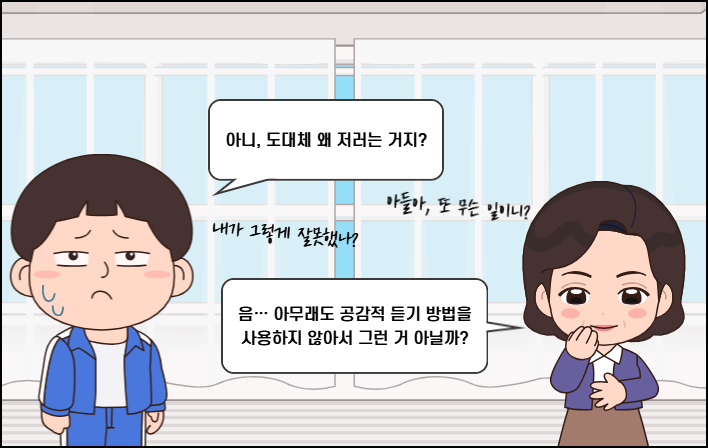 아니, 도대체 왜 저러는 거지?
아들아, 또 무슨 일이니?
내가 그렇게 잘못했나?
음… 아무래도 공감적 듣기 방법을
사용하지 않아서 그런 거 아닐까?